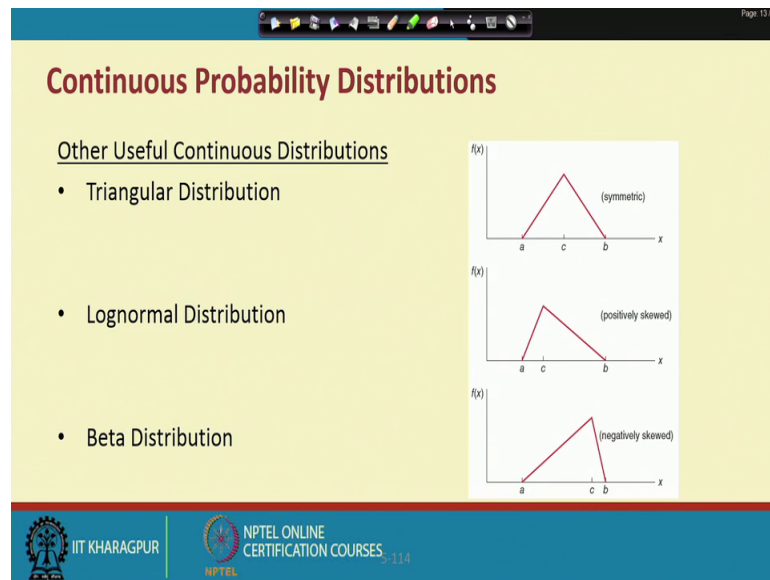 Page: 13
Continuous Probability Distributions
Other Useful Continuous Distributions
• Triangular Distribution
• Lognormal Distribution
• Beta Distribution
f(x)
(symmetric)
a c b x
f(x)
(positively skewed)
a c b x
f(x)
(negatively skewed)
a c b x
IIT KHARAGPUR
NPTEL
NPTEL ONLINE
CERTIFICATION COURSES
5-114